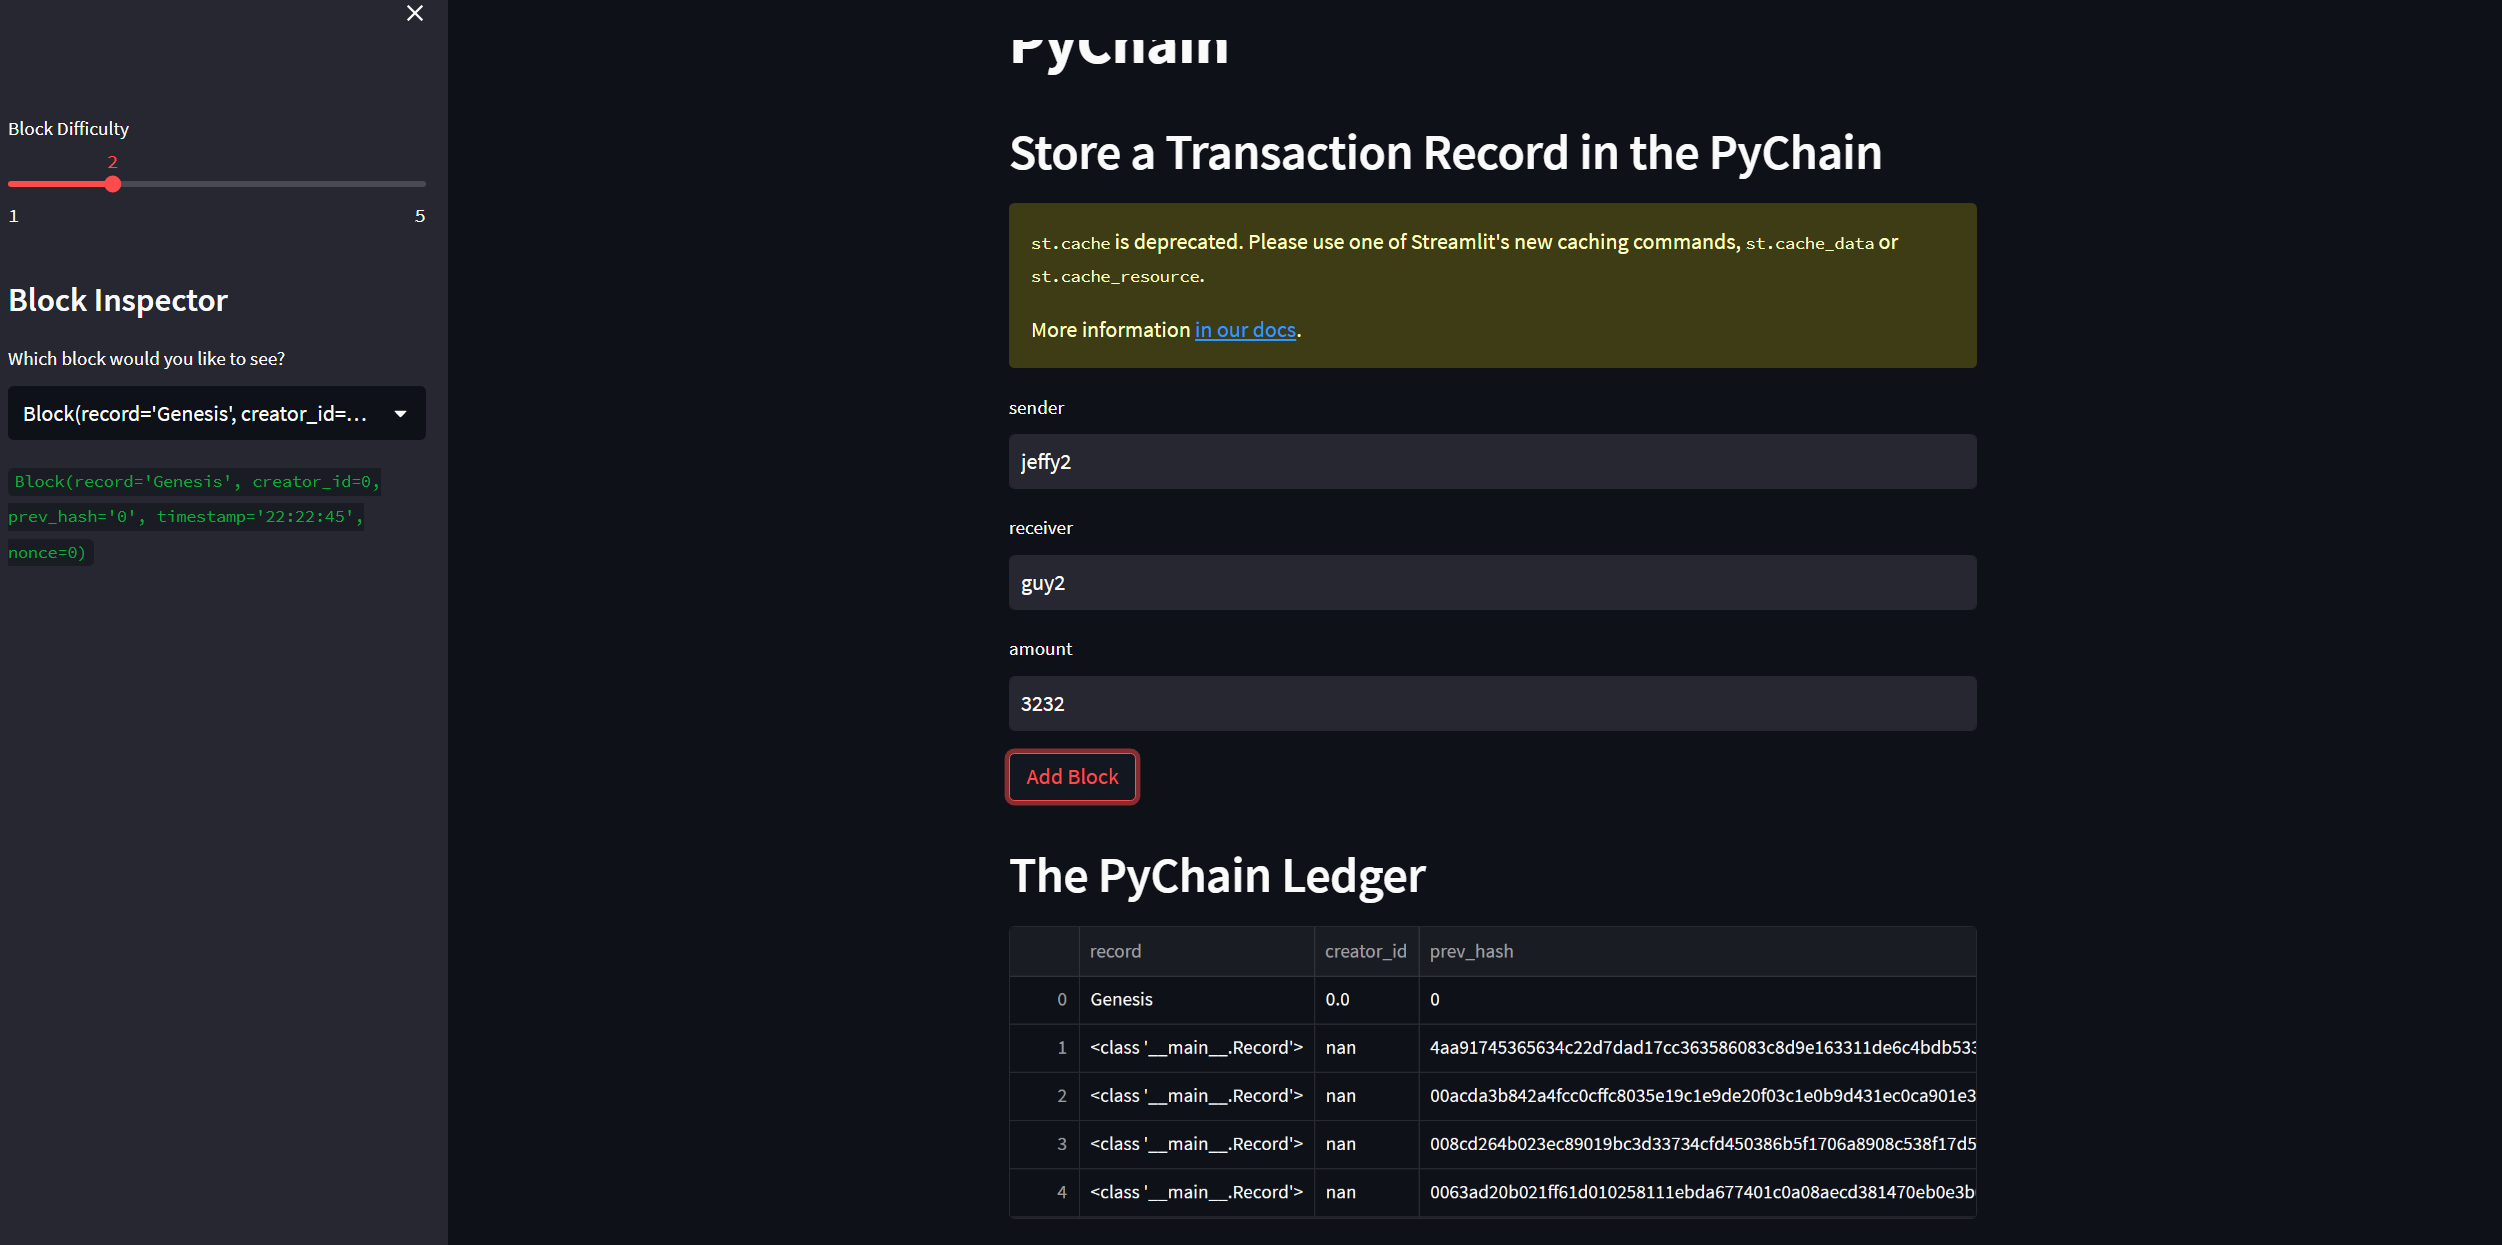 Block Difficulty
2
1
5
Block Inspector
Which block would you like to see?
Block(record='Genesis', creator_id=...
Block(record='Genesis', creator_id=0,
prev_hash='0', timestamp='22:22:45',
nonce=0)
PyChain
Store a Transaction Record in the PyChain
st.cache is deprecated. Please use one of Streamlit's new caching commands, st.cache_data or
st.cache_resource.
More information in our docs.
sender
jeffy2
receiver
guy2
amount
3232
Add Block
The PyChain Ledger
record creator_id prev_hash
0 Genesis 0.0 0
1 <class '__main__.Record'> nan 4aa91745365634c22d7dad17cc363586083c8d9e163311de6c4bdb533
2 <class '__main__.Record'> nan 00acda3b842a4fcc0cffc8035e19c1e9de20f03c1e0b9d431ec0ca901e3
3 <class '__main__.Record'> nan 008cd264b023ec89019bc3d33734cfd450386b5f1706a8908c538f17d5
4 <class '__main__.Record'> nan 0063ad20b021ff61d010258111ebda677401c0a08aecd381470eb0e3b